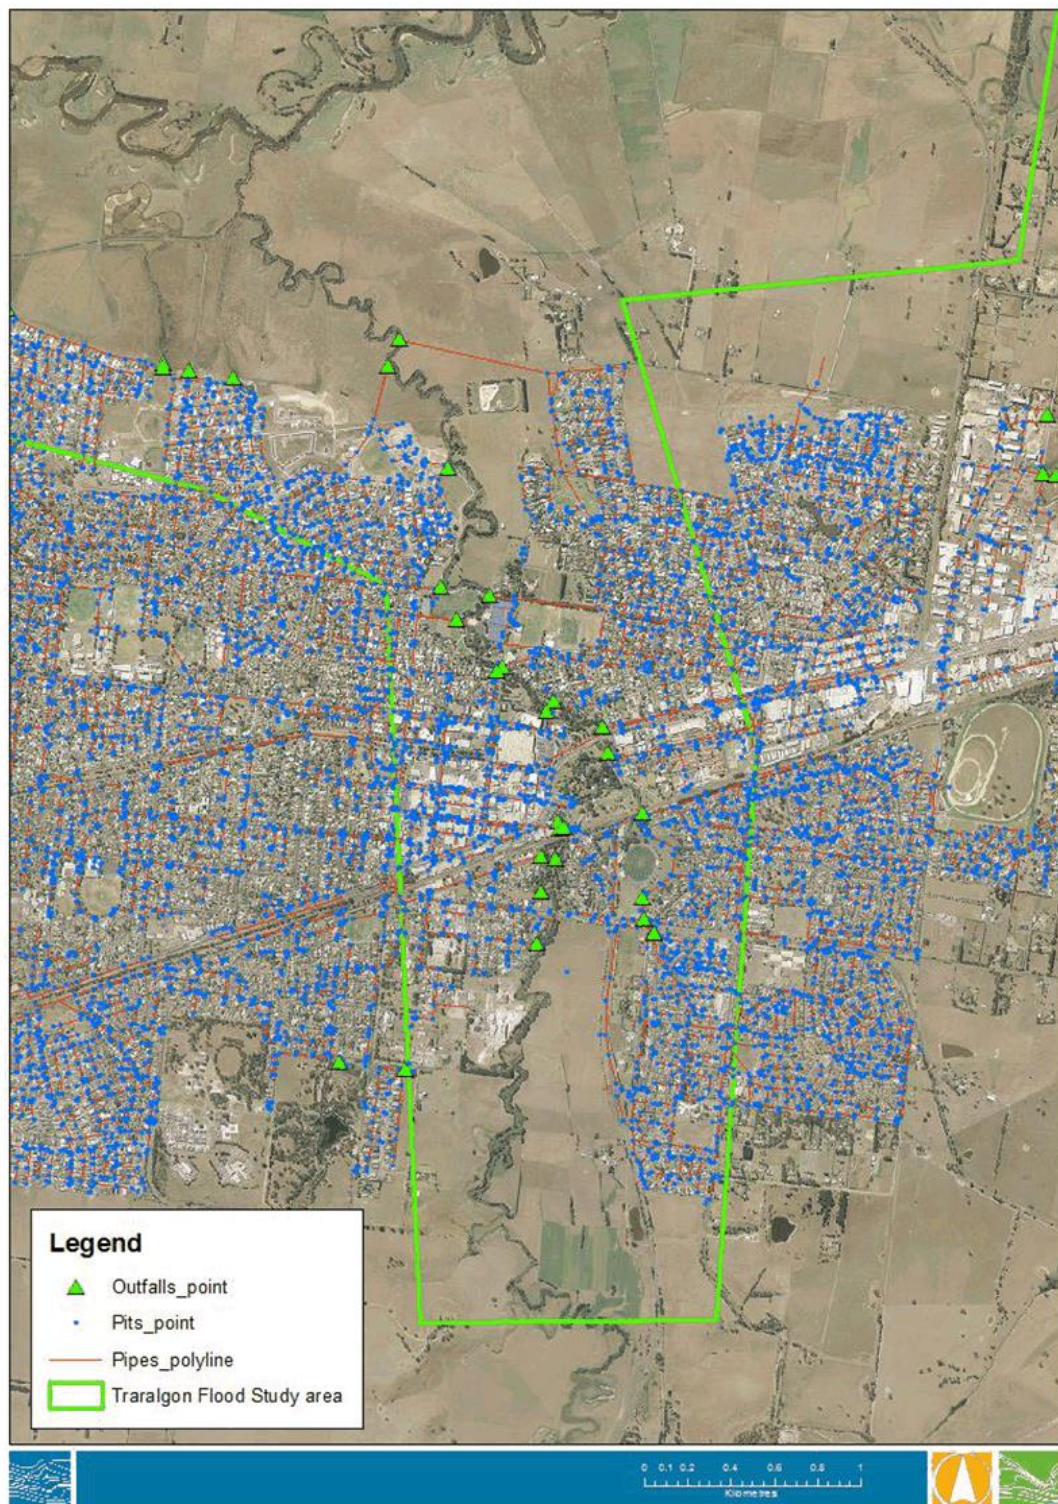 Legend
Outfalls_point
Pits_point
Pipes_polyline
Traralgon Flood Study area
0 0.1 0.2 0.4 0.6 0.8 1
Kilometres